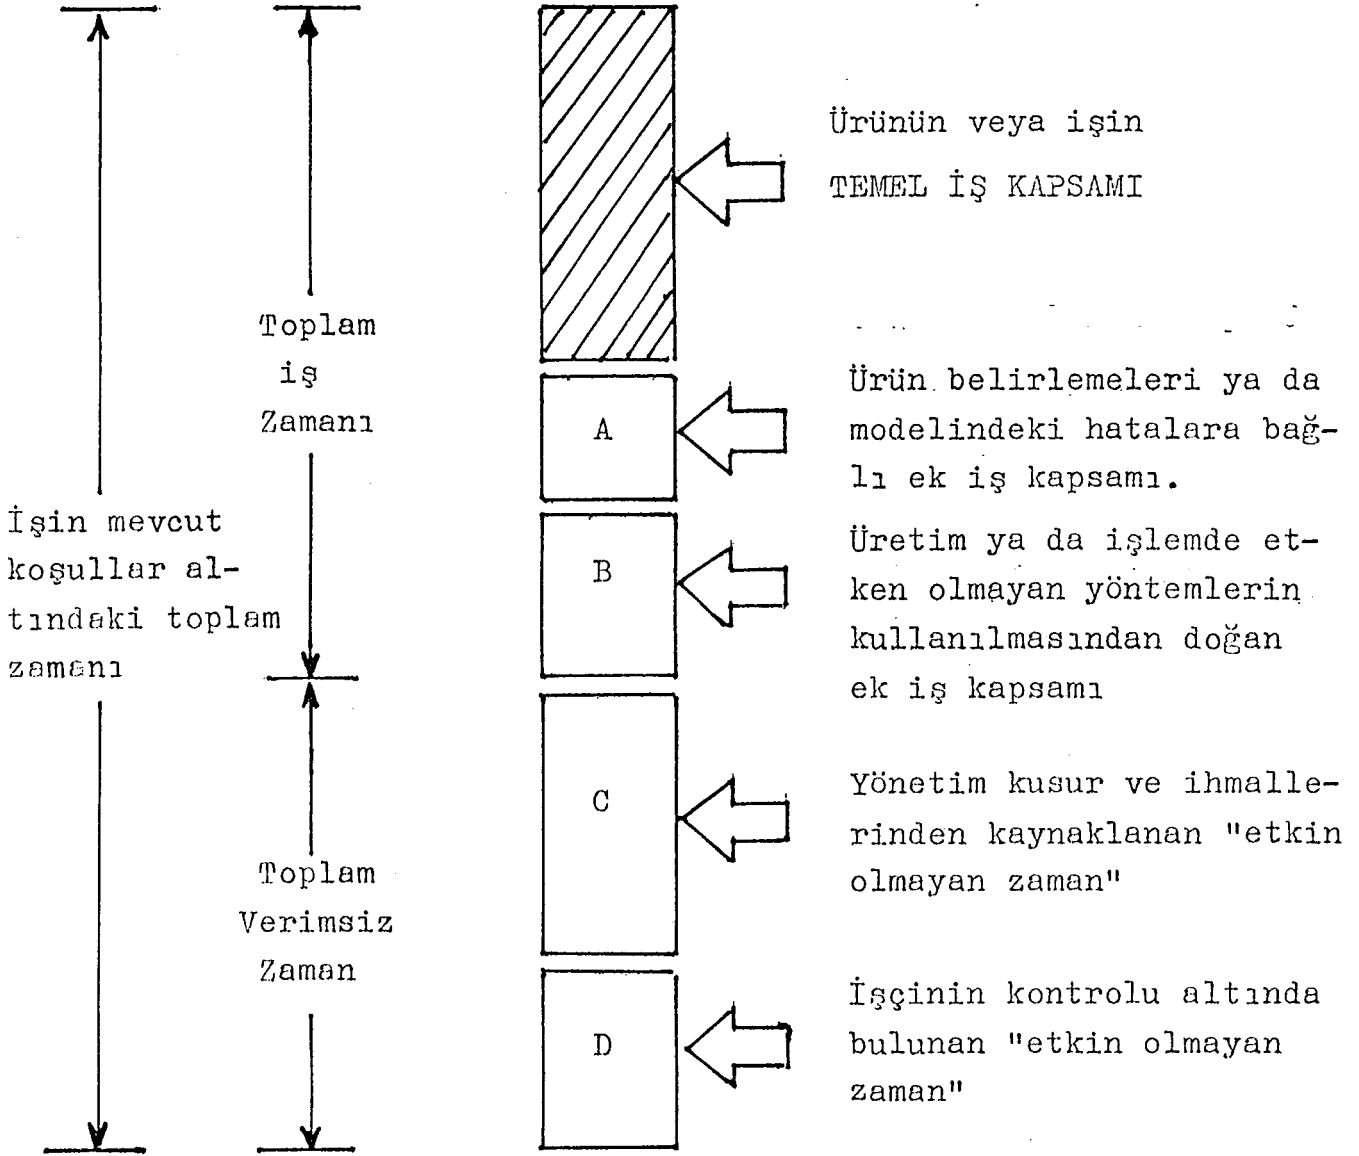 Ürünün veya işin
TEMEL İŞ KAPSAMI
Toplam
iş
Zamanı
A
Ürün belirlemeleri ya da
modelindeki hatalara bağ-
lı ek iş kapsamı.
İşin mevcut
koşullar al-
tındaki toplam
zamanı
B
Üretim ya da işlemde et-
ken olmayan yöntemlerin
kullanılmasından doğan
ek iş kapsamı
C
Yönetim kusur ve ihmalle-
rinden kaynaklanan "etkin
olmayan zaman"
Toplam
Verimsiz
Zaman
D
İşçinin kontrolu altında
bulunan "etkin olmayan
zaman"